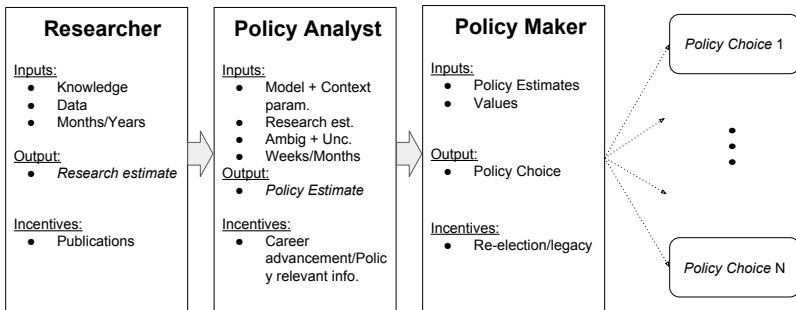 Researcher
Inputs:
● Knowledge
● Data
● Months/Years
Output:
● Research estimate
Incentives:
● Publications
Policy Analyst
Inputs:
● Model + Context
param.
● Research est.
● Ambig + Unc.
● Weeks/Months
Output:
● Policy Estimate
Incentives:
● Career
advancement/Polic
y relevant info.
Policy Maker
Inputs:
● Policy Estimates
● Values
Output:
● Policy Choice
Incentives:
● Re-election/legacy
Policy Choice 1
Policy Choice N